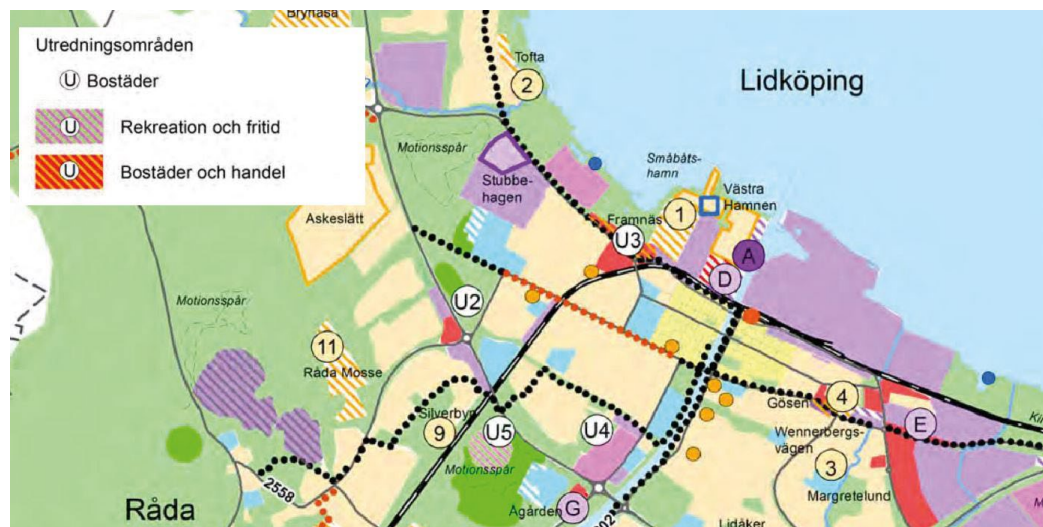 Bryftåsa
Utredningsområden
U Bostäder
U Rekreation och fritid
U Bostäder och handel
Tofta
2
Lidköping
Motionsspår
Småbåts-
hamn
Stubbe-
hagen
Västra
Hamnen
1
Framnäs
Askeslätt
U3
A
D
Motionsspår
U2
11
Råda Mosse
4
Gösen
Silverbyn
9
U5
U4
E
Wennerbergs-
vägen
Motionsspår
3
Margretelund
2558
Ågården
G
Råda
Lidåker